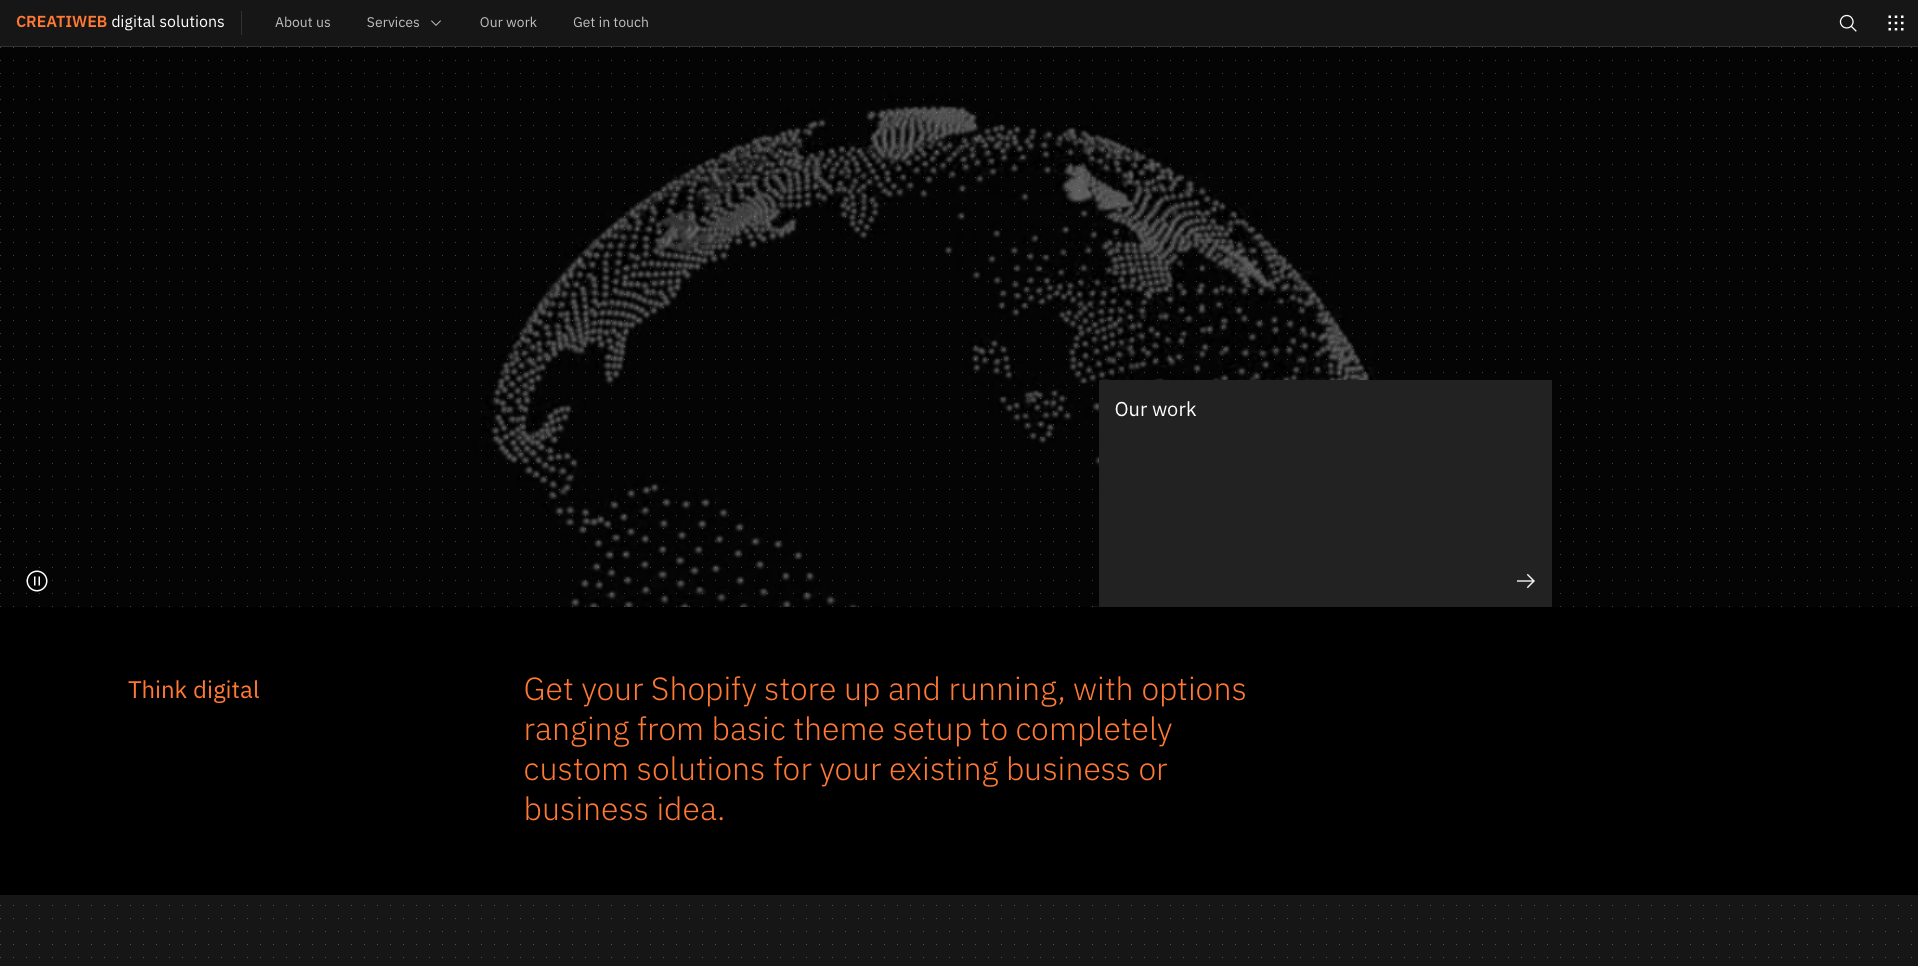 CREATIWEB digital solutions
About us
Services
Our work
Get in touch
Our work
Think digital
Get your Shopify store up and running, with options
ranging from basic theme setup to completely
custom solutions for your existing business or
business idea.